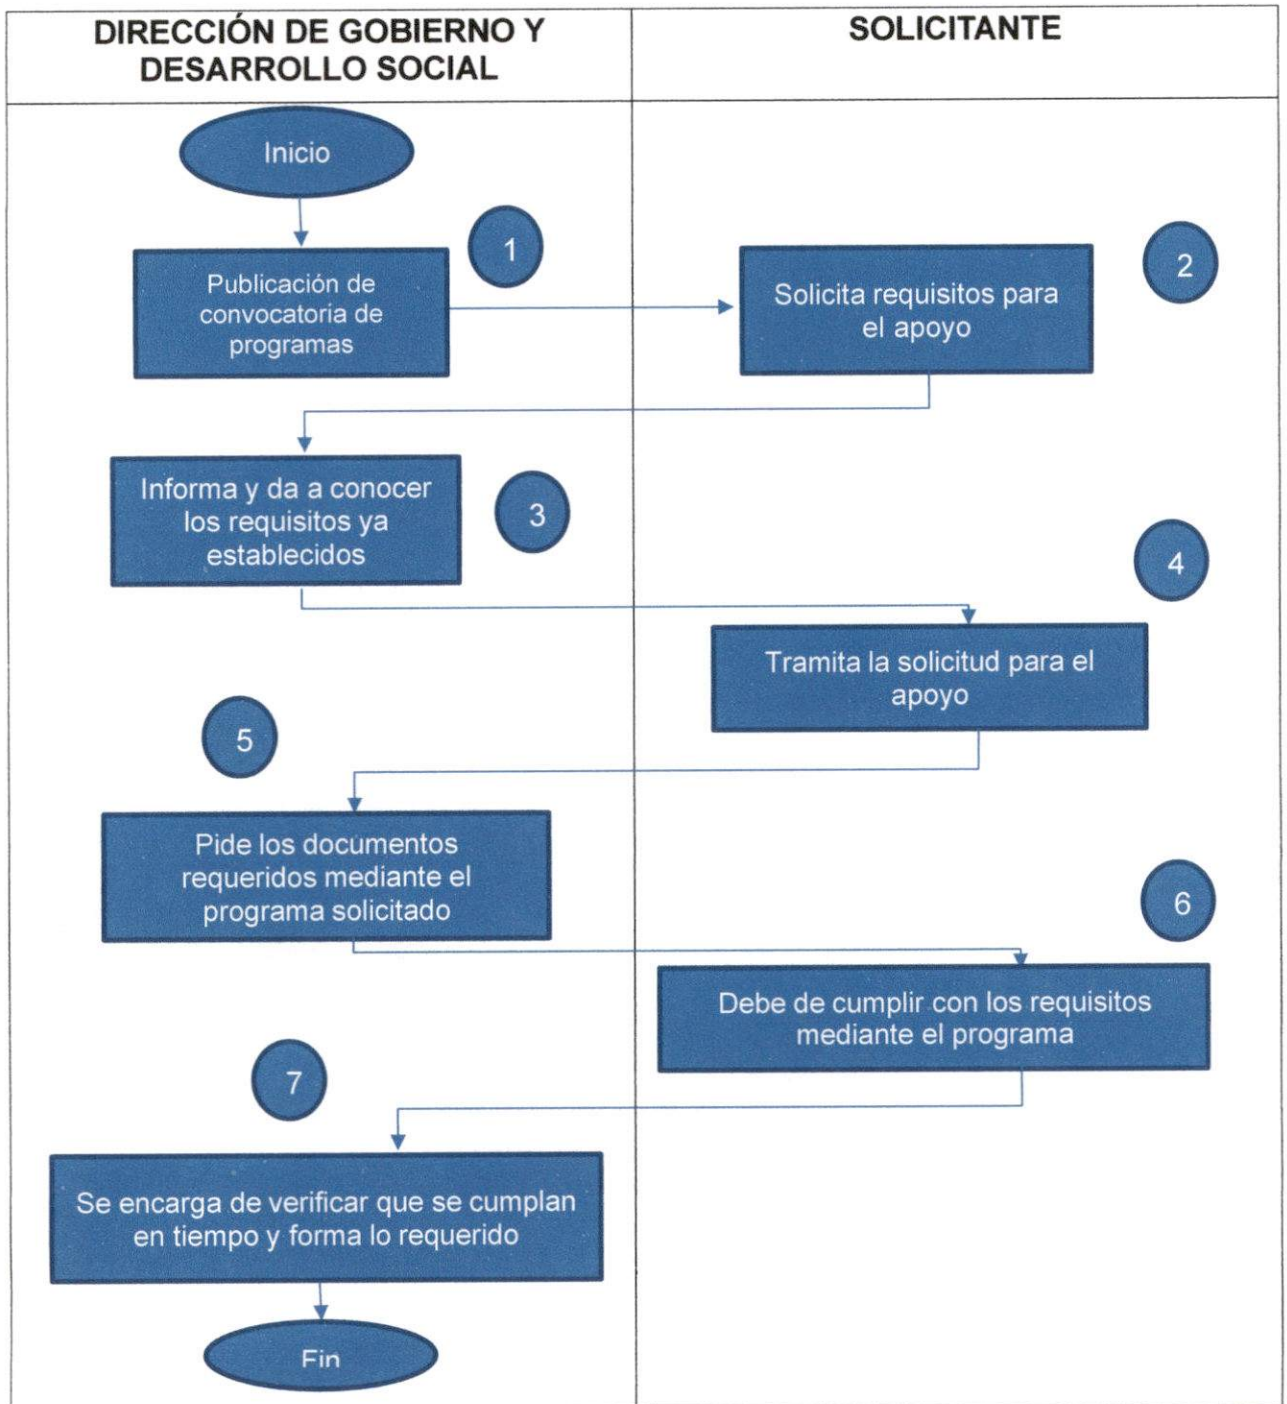 DIRECCIÓN DE GOBIERNO Y
DESARROLLO SOCIAL
SOLICITANTE
Inicio
1
Publicación de
convocatoria de
programas
2
Solicita requisitos para
el apoyo
3
Informa y da a conocer
los requisitos ya
establecidos
4
Tramita la solicitud para el
apoyo
5
Pide los documentos
requeridos mediante el
programa solicitado
6
Debe de cumplir con los requisitos
mediante el programa
7
Se encarga de verificar que se cumplan
en tiempo y forma lo requerido
Fin